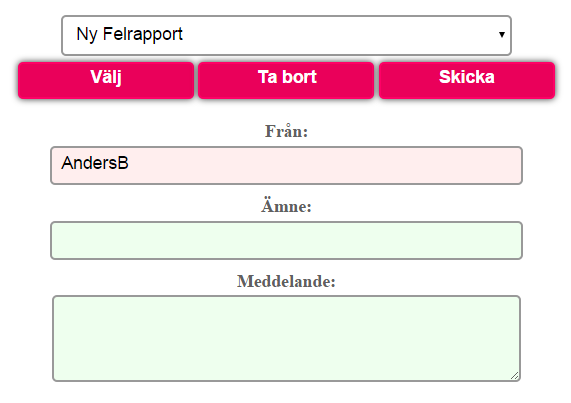 Ny Felrapport
Välj Ta bort Skicka
Från:
AndersB
Ämne:
Meddelande: